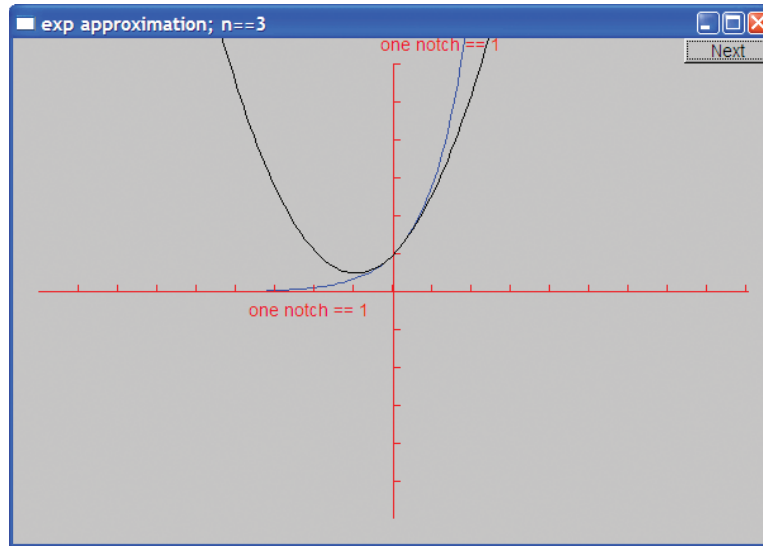 exp approximation; n==3
one notch == 1
Next
one notch == 1